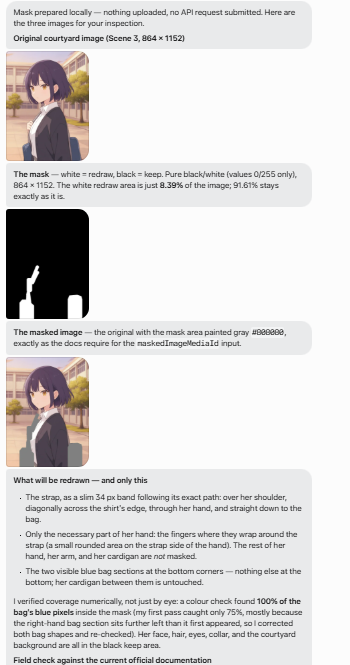 Mask prepared locally — nothing uploaded, no API request submitted. Here are
the three images for your inspection.
Original courtyard image (Scene 3, 864 × 1152)
The mask — white = redraw, black = keep. Pure black/white (values 0/255 only),
864 × 1152. The white redraw area is just 8.39% of the image; 91.61% stays
exactly as it is.
The masked image — the original with the mask area painted gray #808080,
exactly as the docs require for the maskedImageMediaId input.
What will be redrawn — and only this
• The strap, as a slim 34 px band following its exact path: over her shoulder,
diagonally across the shirt's edge, through her hand, and straight down to the
bag.
• Only the necessary part of her hand: the fingers where they wrap around the
strap (a small rounded area on the strap side of the hand). The rest of her
hand, her arm, and her cardigan are not masked.
• The two visible blue bag sections at the bottom corners — nothing else at the
bottom; her cardigan between them is untouched.
I verified coverage numerically, not just by eye: a colour check found 100% of the
bag's blue pixels inside the mask (my first pass caught only 75%, mostly because
the right-hand bag section sits further left than it first appeared, so I corrected
both bag shapes and re-checked). Her face, hair, eyes, collar, and the courtyard
background are all in the black keep area.
Field check against the current official documentation